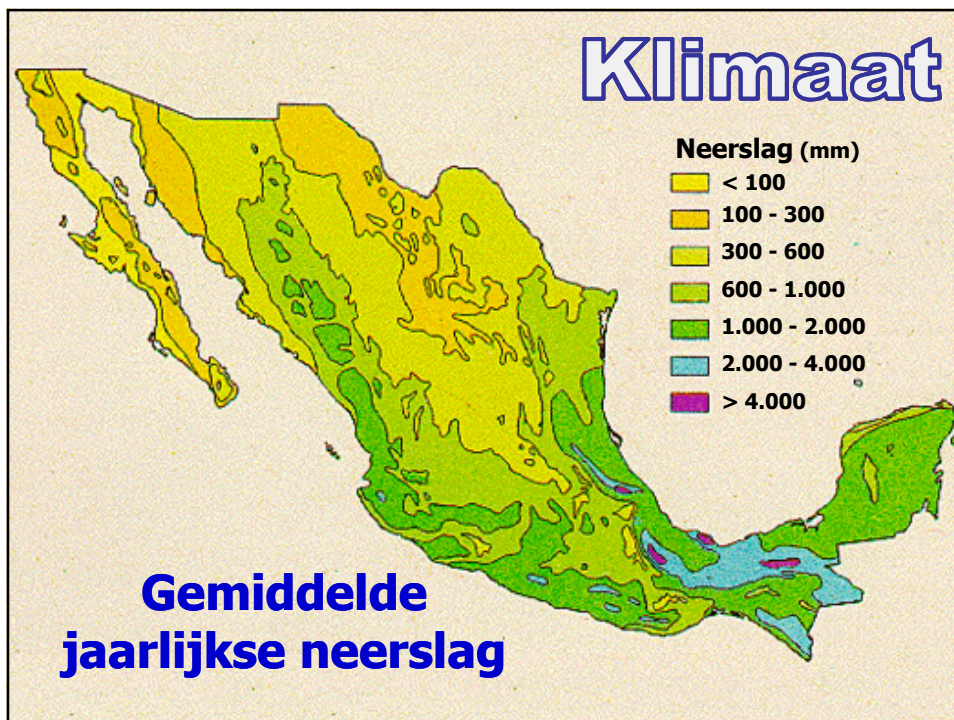 Klimaat
Neerslag (mm)
< 100
100 - 300
300 - 600
600 - 1.000
1.000 - 2.000
2.000 - 4.000
> 4.000
Gemiddelde
jaarlijkse neerslag